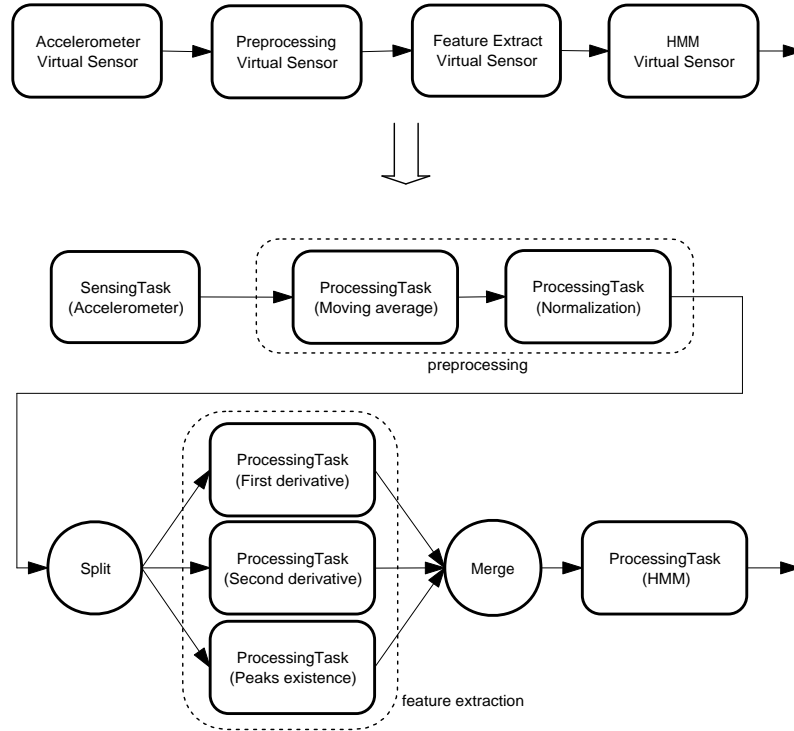 Accelerometer
Virtual Sensor
Preprocessing
Virtual Sensor
Feature Extract
Virtual Sensor
HMM
Virtual Sensor
SensingTask
(Accelerometer)
ProcessingTask
(Moving average)
ProcessingTask
(Normalization)
preprocessing
ProcessingTask
(First derivative)
Split
ProcessingTask
(Second derivative)
Merge
ProcessingTask
(HMM)
ProcessingTask
(Peaks existence)
feature extraction